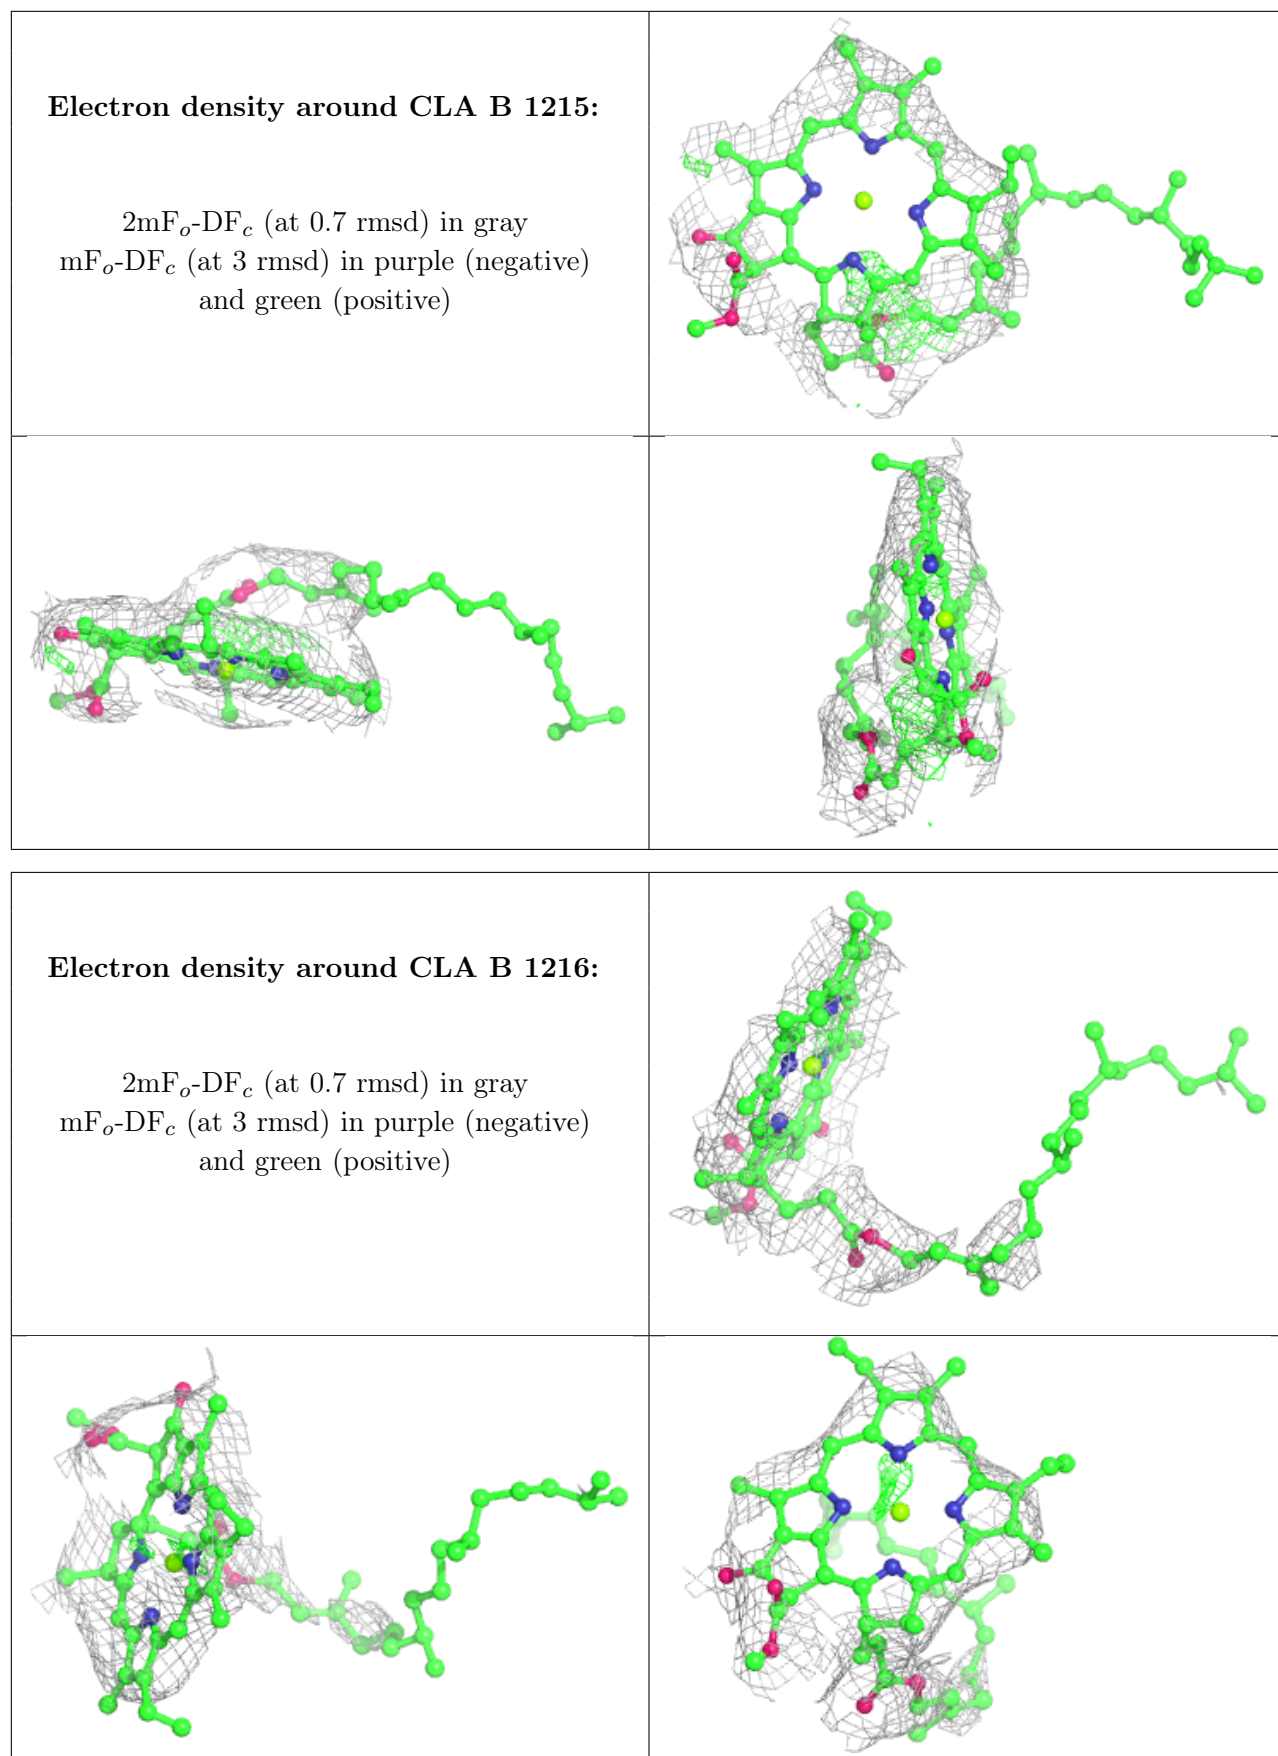 Electron density around CLA B 1215:
2mFo-DFc (at 0.7 rmsd) in gray
mFo-DFc (at 3 rmsd) in purple (negative)
and green (positive)
Electron density around CLA B 1216:
2mFo-DFc (at 0.7 rmsd) in gray
mFo-DFc (at 3 rmsd) in purple (negative)
and green (positive)